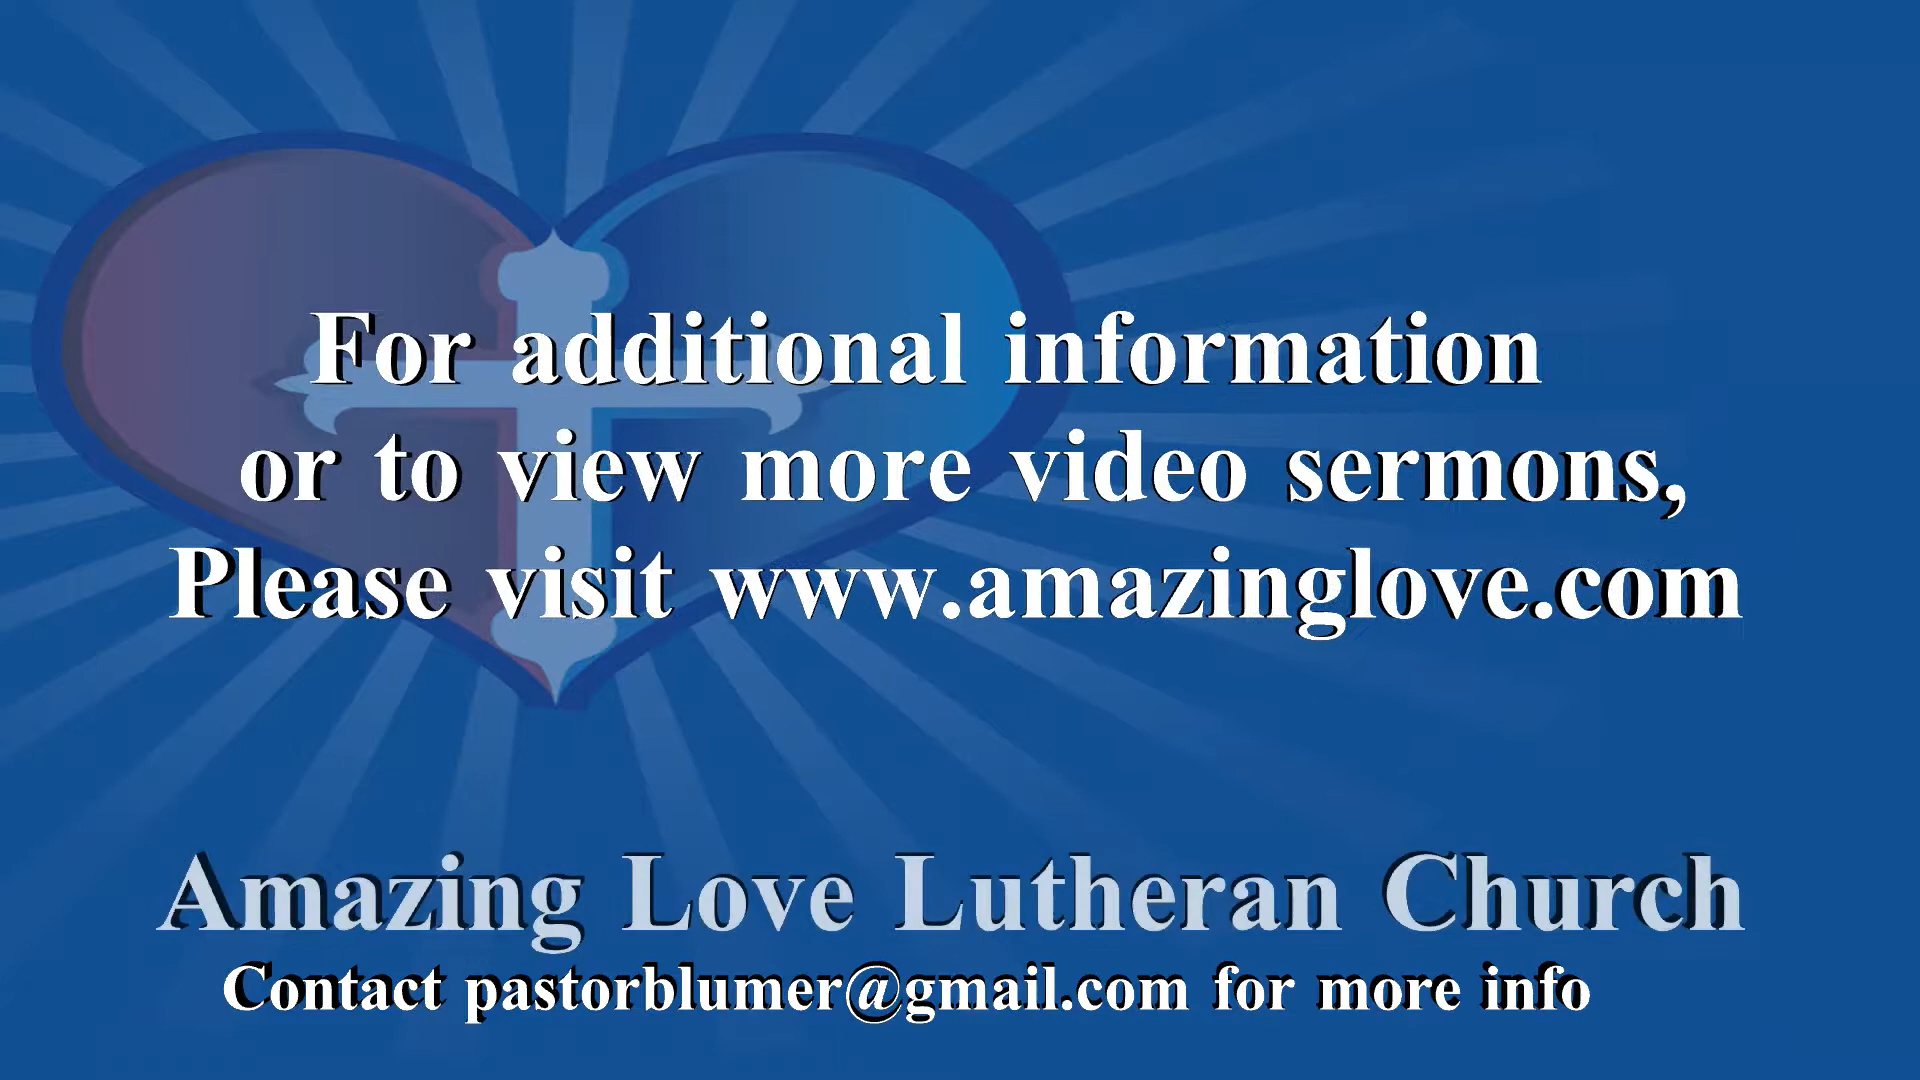 For additional information
or to view more video sermons,
Please visit www.amazinglove.com
Amazing Love Lutheran Church
Contact pastorblumer@gmail.com for more info